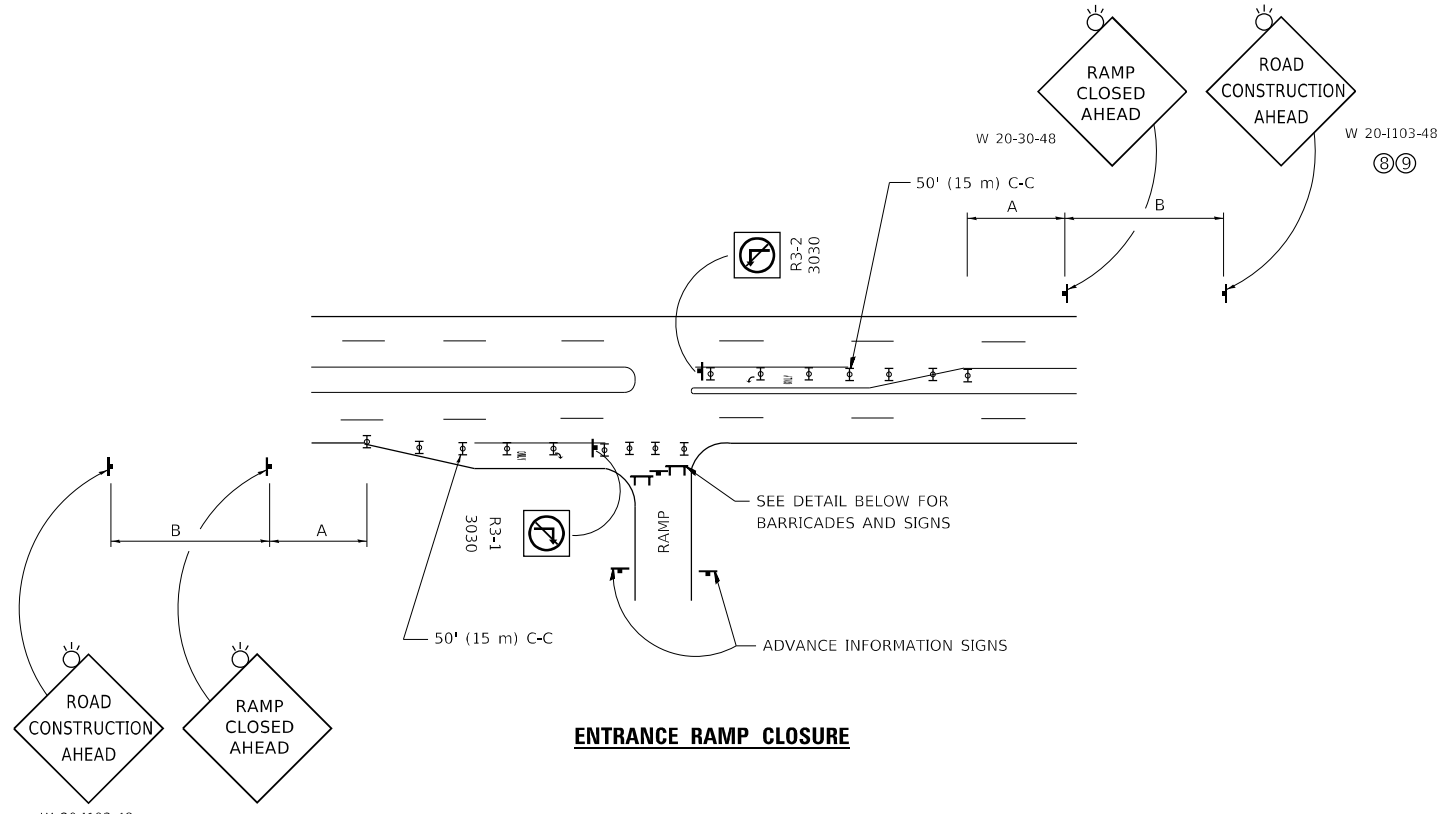 RAMP
CLOSED
AHEAD
ROAD
CONSTRUCTION
AHEAD
W 20-30-48
W 20-I103-48
⑧⑨
50' (15 m) C-C
A
B
R3-2
3030
ONLY
ONLY
R3-1
3030
RAMP
SEE DETAIL BELOW FOR
BARRICADES AND SIGNS
B
A
50' (15 m) C-C
ADVANCE INFORMATION SIGNS
ROAD
CONSTRUCTION
AHEAD
RAMP
CLOSED
AHEAD
ENTRANCE RAMP CLOSURE